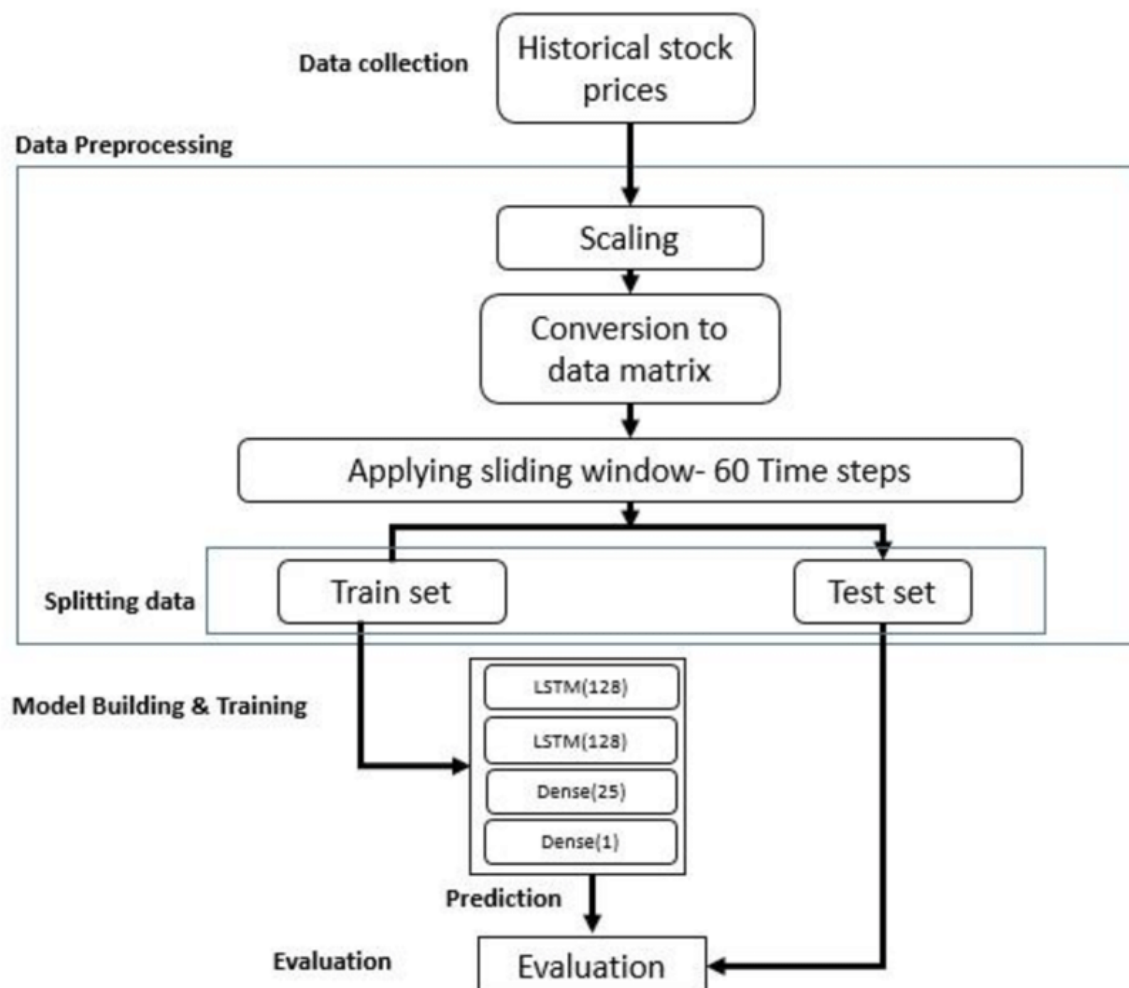 Data collection
Historical stock
prices
Data Preprocessing
Scaling
Conversion to
data matrix
Applying sliding window- 60 Time steps
Splitting data
Train set
Test set
Model Building & Training
LSTM(128)
LSTM(128)
Dense(25)
Dense(1)
Prediction
Evaluation
Evaluation